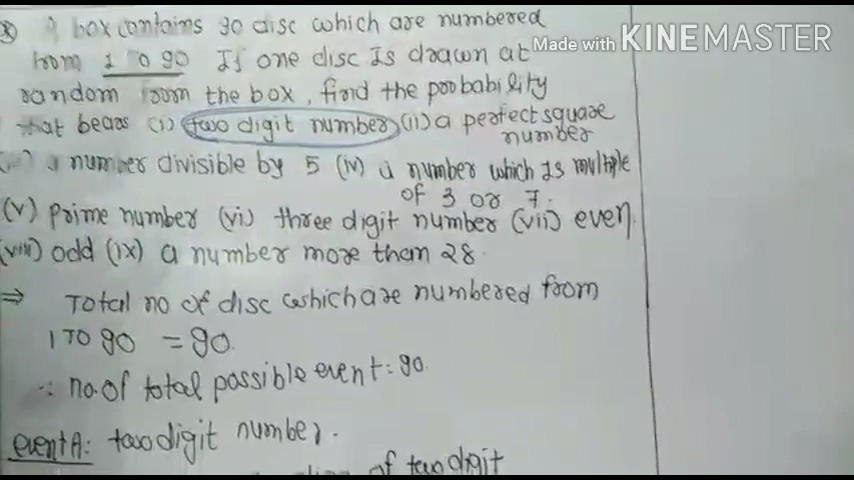 A box contains 90 disc which are numbered
from 1 TO 90 If one disc Is drawn at
Made with KINEMASTER
random from the box, find the probability
that bears (i) two digit number (ii) a perfect square number
a number divisible by 5 (iv) a number which Is multiple of 3 or 7.
(v) prime number (vi) three digit number (vii) even
(viii) odd (ix) a number more than 28.
⇒ Total no of disc which are numbered from
1 TO 90 = 90.
∴ no. of total possible event = 90
event A: two digit number.
of two digit